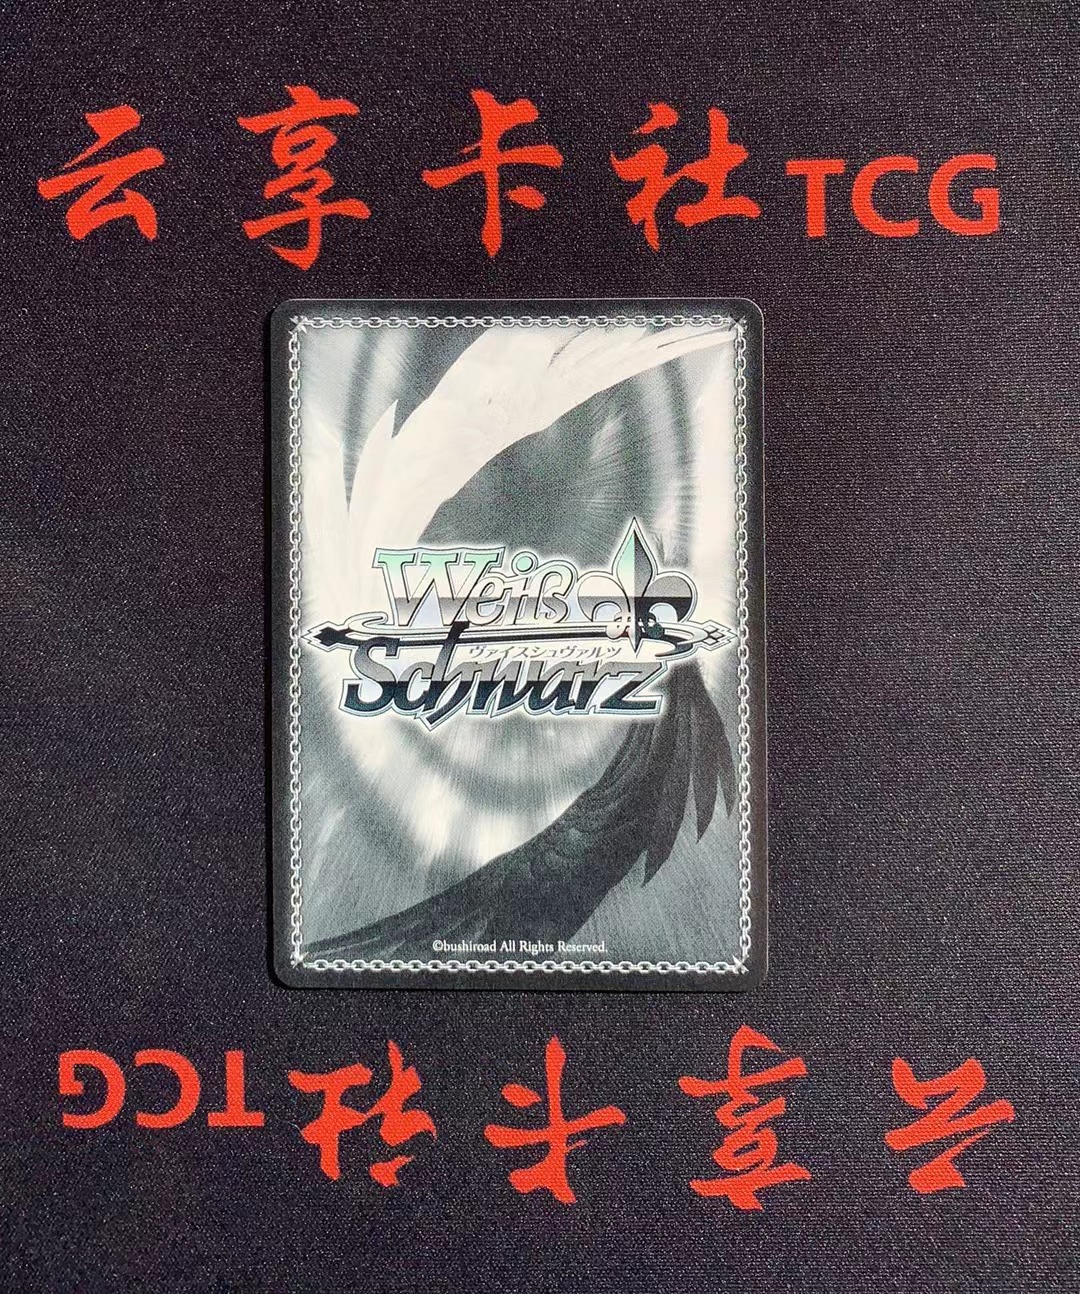 云享卡社TCG
Weiß
ヴァイスシュヴァルツ
Schwarz
©bushiroad All Rights Reserved.
云享卡社TCG